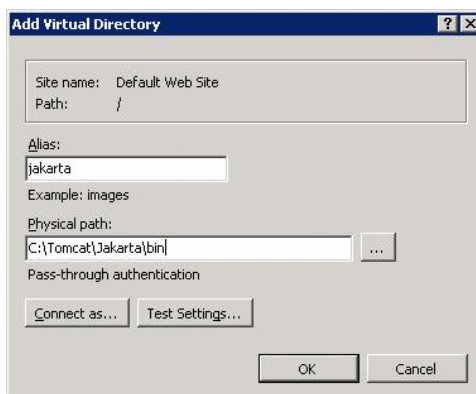 Add Virtual Directory
Site name: Default Web Site
Path: /
Alias:
jakarta
Example: images
Physical path:
C:\Tomcat\Jakarta\bin
...
Pass-through authentication
Connect as... Test Settings...
OK Cancel